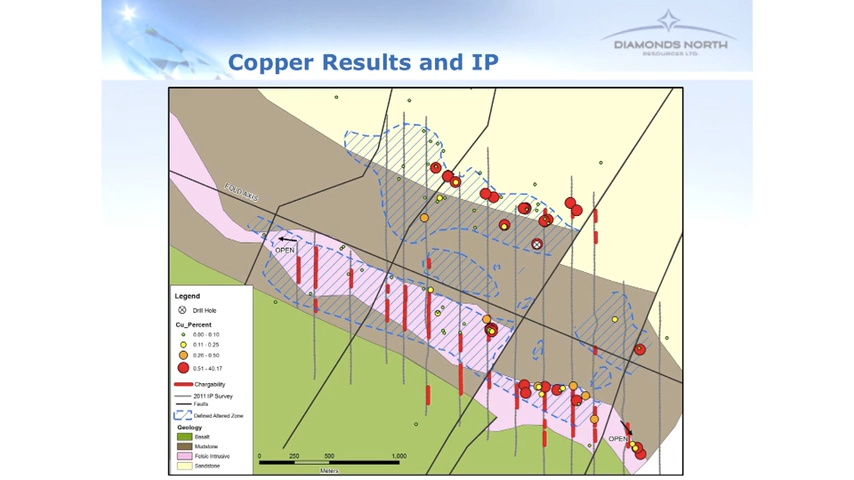 DIAMONDS NORTH
RESOURCES LTD.
Copper Results and IP
FOLD AXIS
OPEN
OPEN
Legend
Drill Hole
Cu_Percent
0.00 - 0.10
0.11 - 0.25
0.26 - 0.50
0.51 - 40.17
Chargability
2011 IP Survey
Faults
Defined Altered Zone
Geology
Basalt
Mudstone
Felsic Intrusive
Sandstone
0 250 500 1,000
Meters